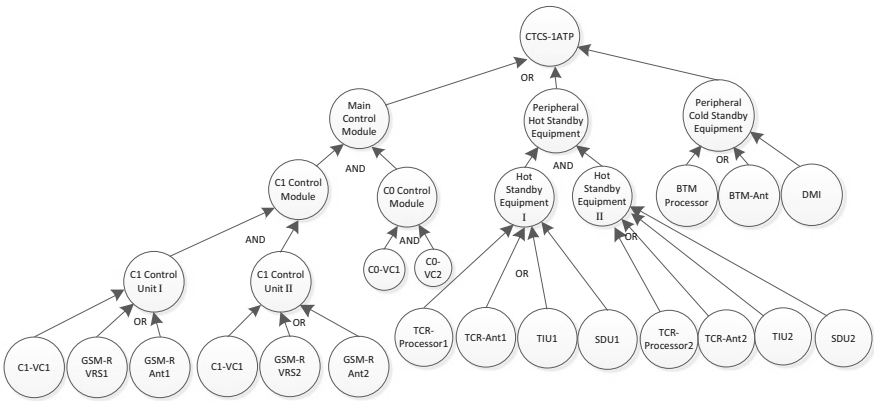 CTCS-1ATP
OR
Main
Control
Module
Peripheral
Hot Standby
Equipment
Peripheral
Cold Standby
Equipment
AND
AND
OR
C1 Control
Module
C0 Control
Module
Hot
Standby
Equipment
I
Hot
Standby
Equipment
II
BTM
Processor
BTM-Ant
DMI
AND
AND
OR
C1 Control
Unit I
C1 Control
Unit II
C0-VC1
C0-
VC2
OR
OR
OR
C1-VC1
GSM-R
VRS1
GSM-R
Ant1
C1-VC1
GSM-R
VRS2
GSM-R
Ant2
TCR-
Processor1
TCR-Ant1
TIU1
SDU1
TCR-
Processor2
TCR-Ant2
TIU2
SDU2